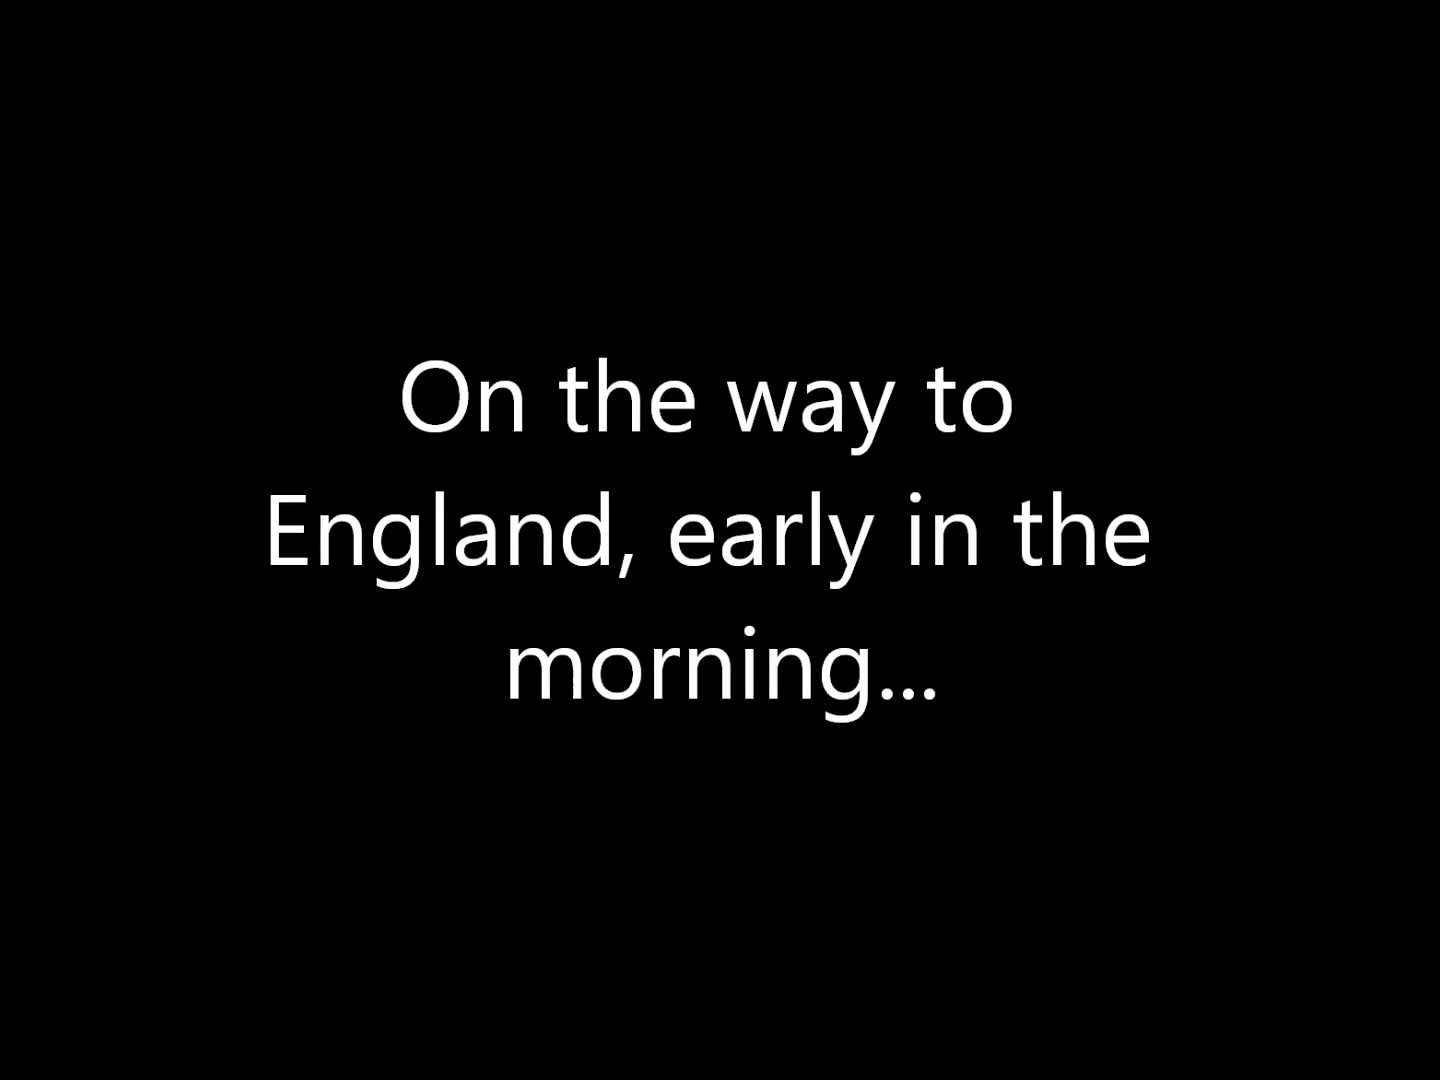 On the way to
England, early in the
morning...